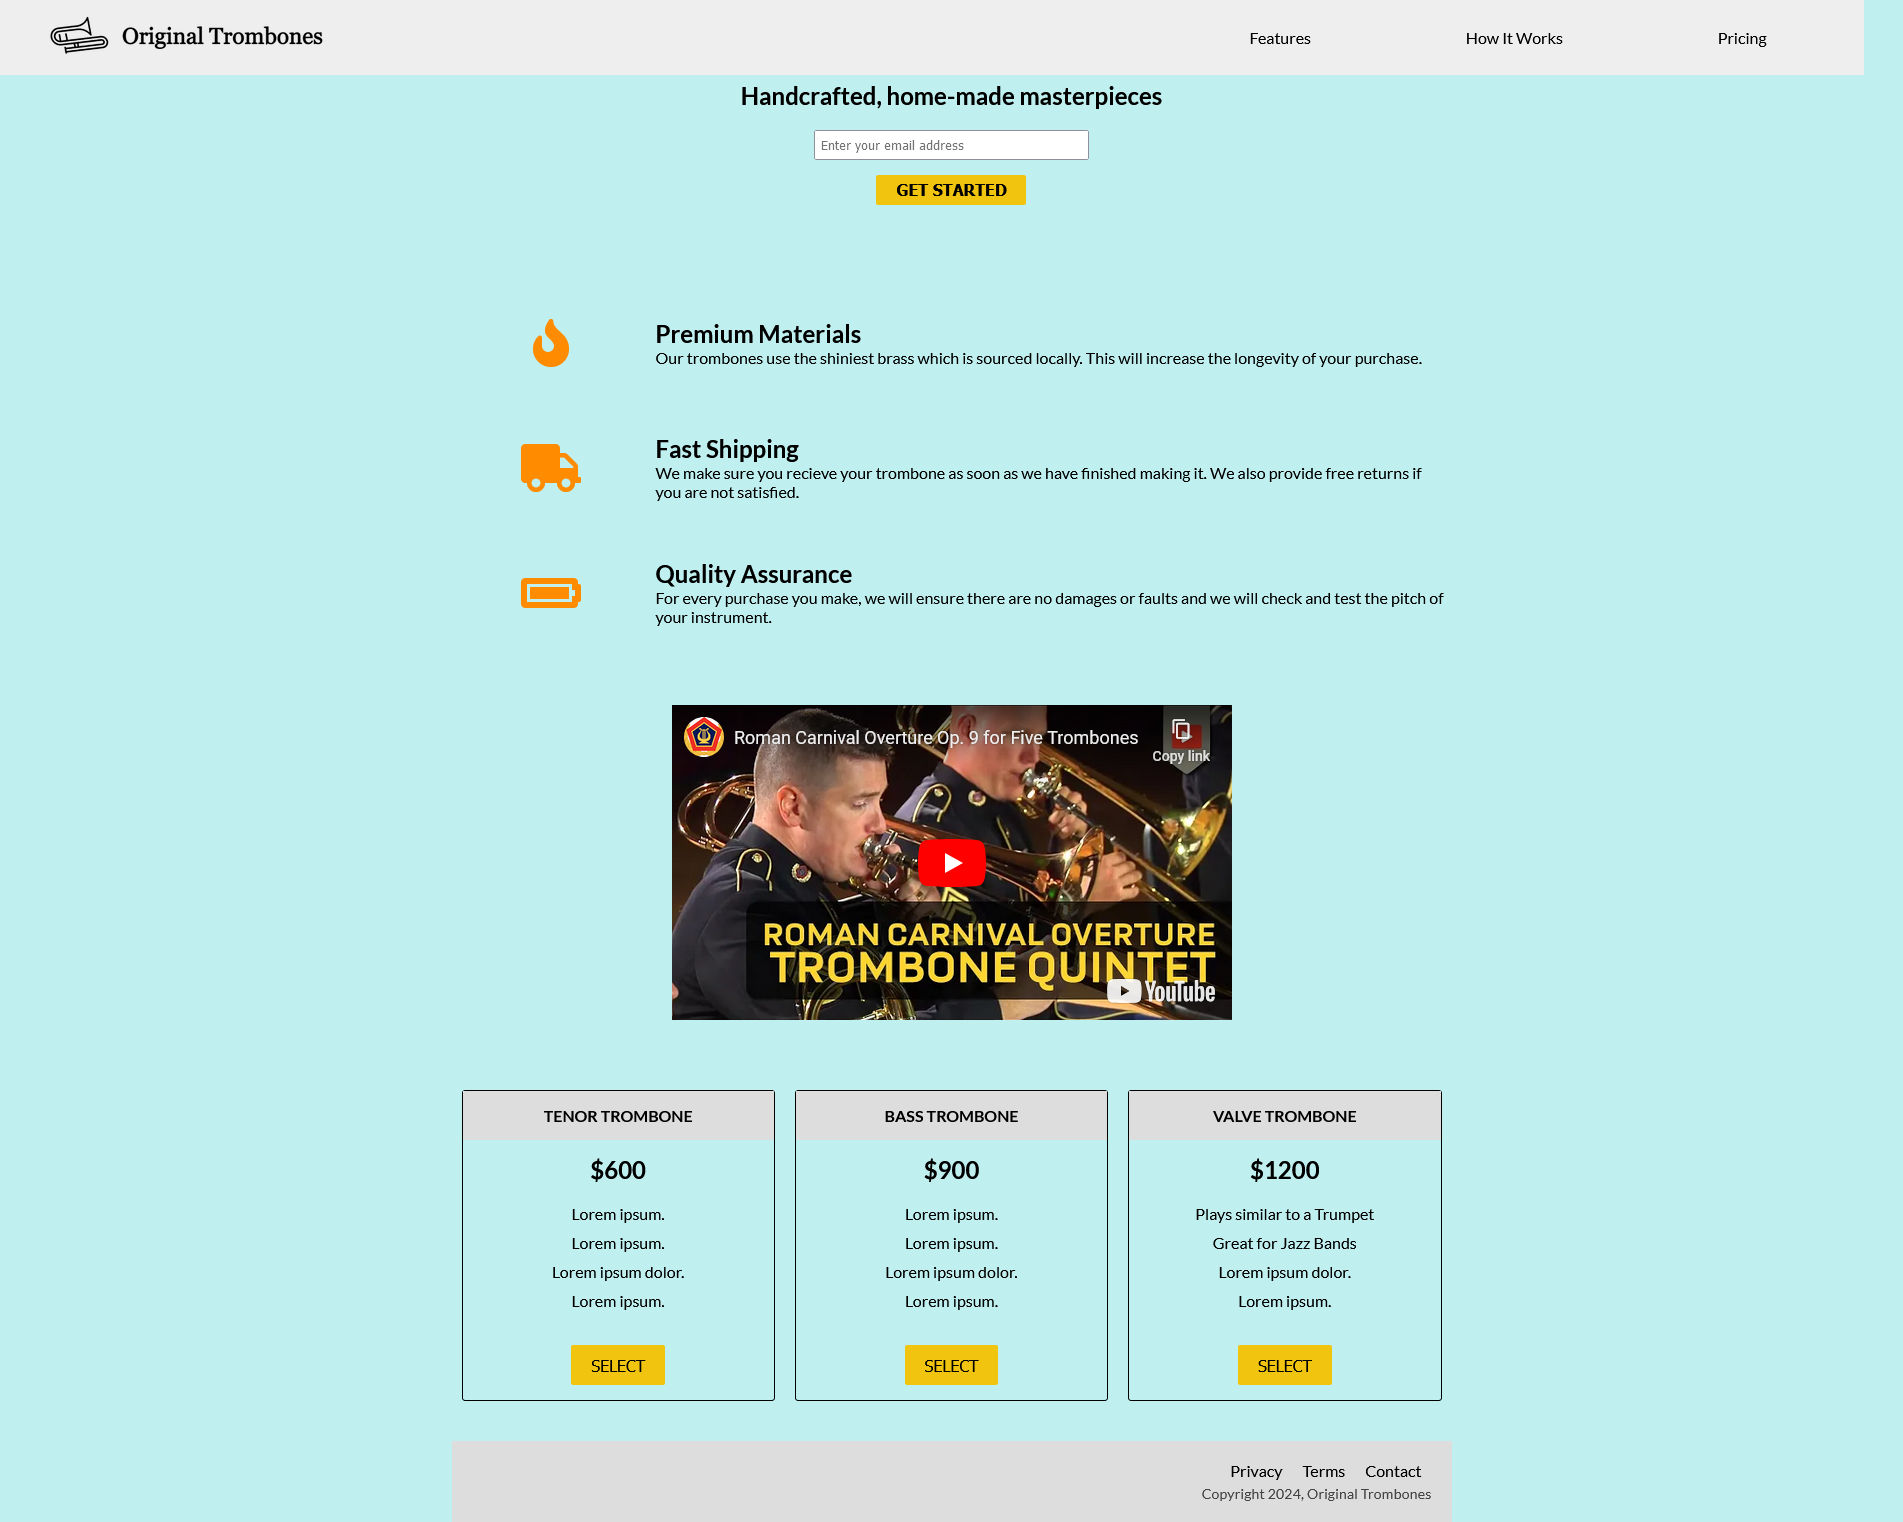 Original Trombones
Features
How It Works
Pricing
Handcrafted, home-made masterpieces
Enter your email address
GET STARTED
Premium Materials
Our trombones use the shiniest brass which is sourced locally. This will increase the longevity of your purchase.
Fast Shipping
We make sure you recieve your trombone as soon as we have finished making it. We also provide free returns if
you are not satisfied.
Quality Assurance
For every purchase you make, we will ensure there are no damages or faults and we will check and test the pitch of
your instrument.
Roman Carnival Overture Op. 9 for Five Trombones
Copy link
ROMAN CARNIVAL OVERTURE
TROMBONE QUINTET
YouTube
TENOR TROMBONE
$600
Lorem ipsum.
Lorem ipsum.
Lorem ipsum dolor.
Lorem ipsum.
SELECT
BASS TROMBONE
$900
Lorem ipsum.
Lorem ipsum.
Lorem ipsum dolor.
Lorem ipsum.
SELECT
VALVE TROMBONE
$1200
Plays similar to a Trumpet
Great for Jazz Bands
Lorem ipsum dolor.
Lorem ipsum.
SELECT
Privacy
Terms
Contact
Copyright 2024, Original Trombones